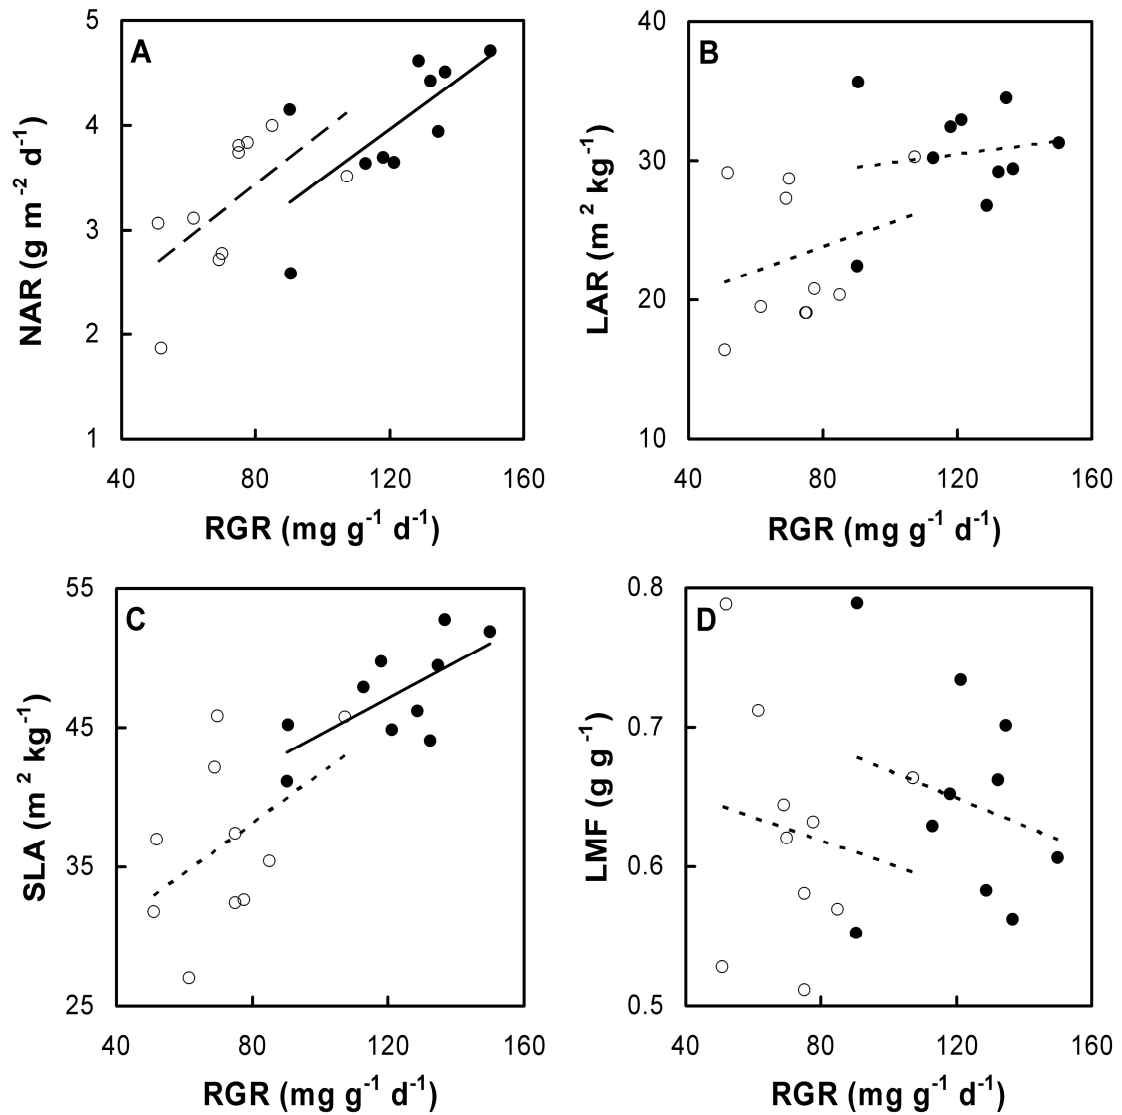 A
5
4
3
2
1
NAR (g m⁻² d⁻¹)
40 80 120 160
RGR (mg g⁻¹ d⁻¹)
B
40
30
20
10
LAR (m² kg⁻¹)
40 80 120 160
RGR (mg g⁻¹ d⁻¹)
C
55
45
35
25
SLA (m² kg⁻¹)
40 80 120 160
RGR (mg g⁻¹ d⁻¹)
D
0.8
0.7
0.6
0.5
LMF (g g⁻¹)
40 80 120 160
RGR (mg g⁻¹ d⁻¹)